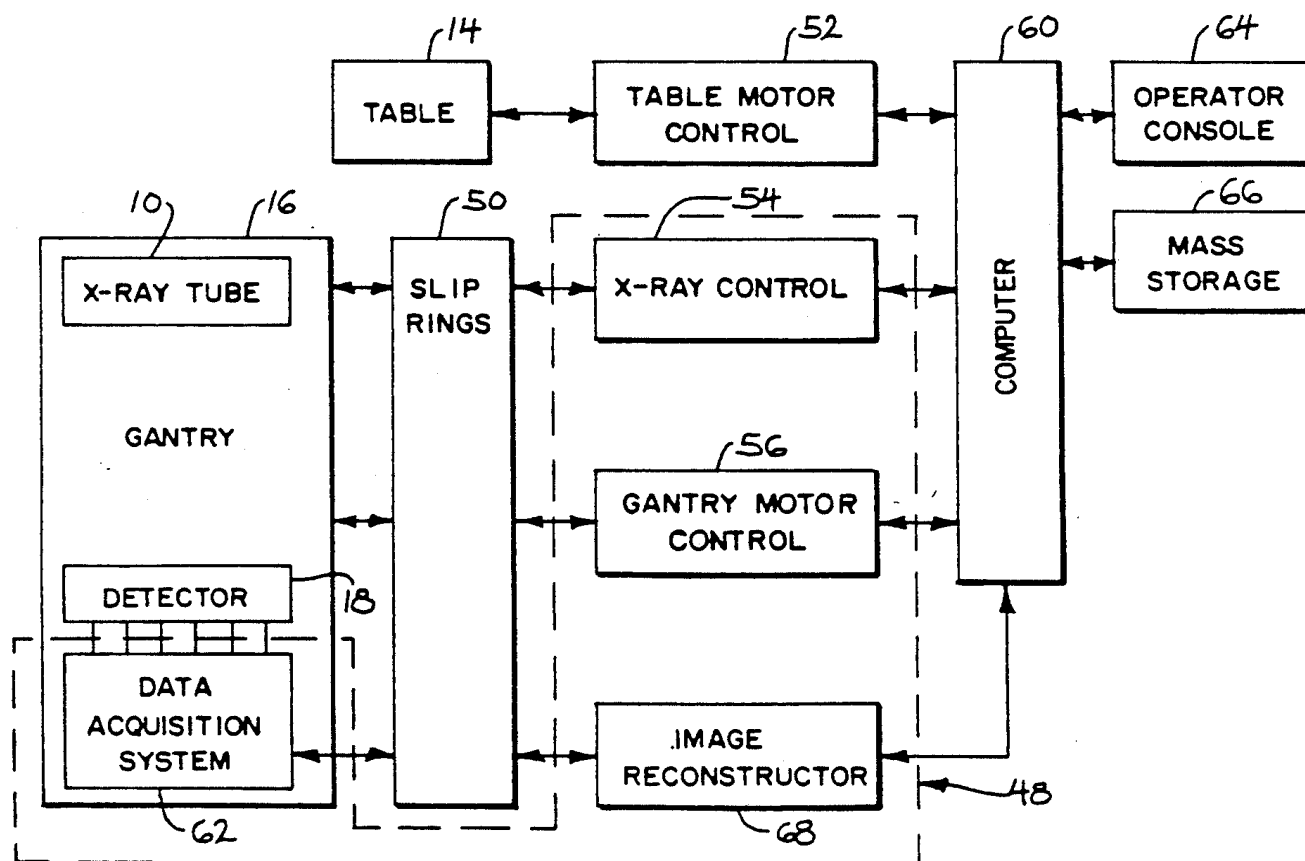 14
52
60
64
TABLE
TABLE MOTOR
CONTROL
OPERATOR
CONSOLE
10
16
50
54
66
X-RAY TUBE
SLIP
RINGS
X-RAY CONTROL
COMPUTER
MASS
STORAGE
GANTRY
56
GANTRY MOTOR
CONTROL
DETECTOR
18
DATA
ACQUISITION
SYSTEM
.IMAGE
RECONSTRUCTOR
48
62
68